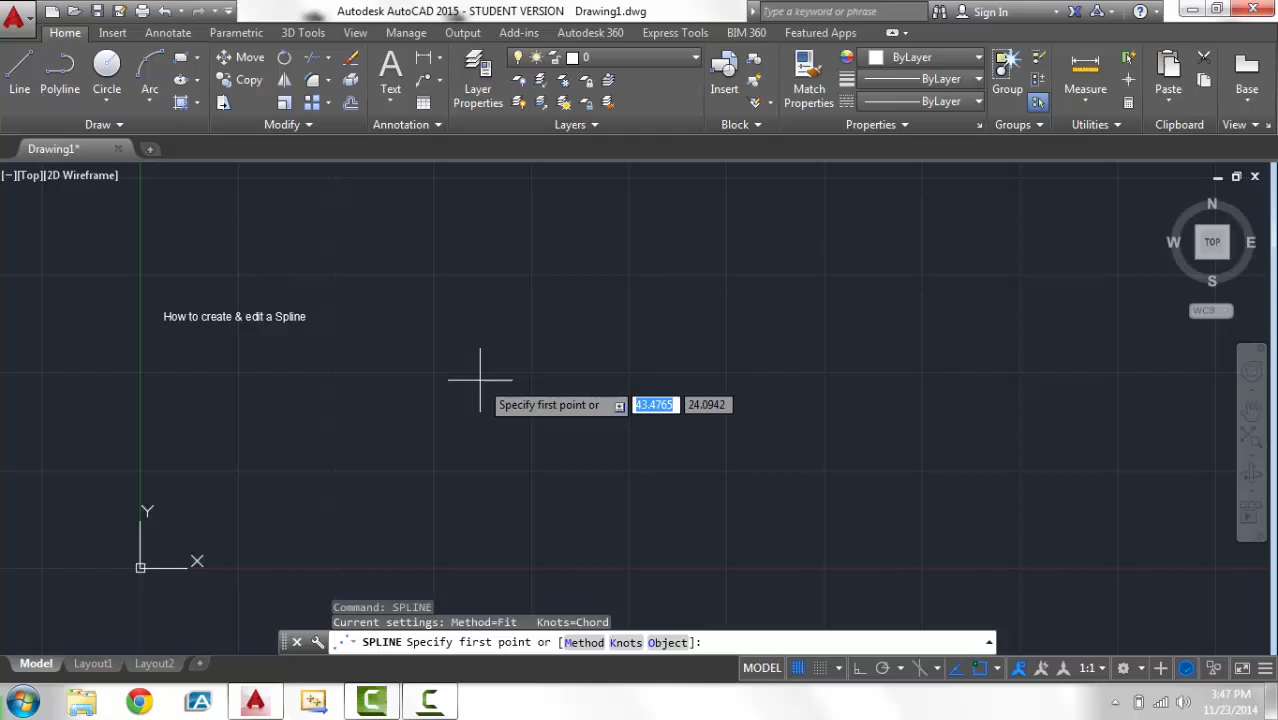 Autodesk AutoCAD 2015 - STUDENT VERSION Drawing1.dwg
Type a keyword or phrase
Sign In
Home Insert Annotate Parametric 3D Tools View Manage Output Add-ins Autodesk 360 Express Tools BIM 360 Featured Apps
Line Polyline Circle Arc
Move
Copy
Text
Layer Properties
0
Insert
Match Properties
ByLayer
ByLayer
ByLayer
Group
Measure
Paste
Base
Draw Modify Annotation Layers Block Properties Groups Utilities Clipboard View
Drawing1*
[−][Top][2D Wireframe]
N
W TOP E
S
WCS
How to create & edit a Spline
Specify first point or 43.4765 24.0942
Y
X
Command: SPLINE
Current settings: Method=Fit Knots=Chord
SPLINE Specify first point or [Method Knots Object]:
Model Layout1 Layout2 +
MODEL 1:1
3:47 PM
11/23/2014